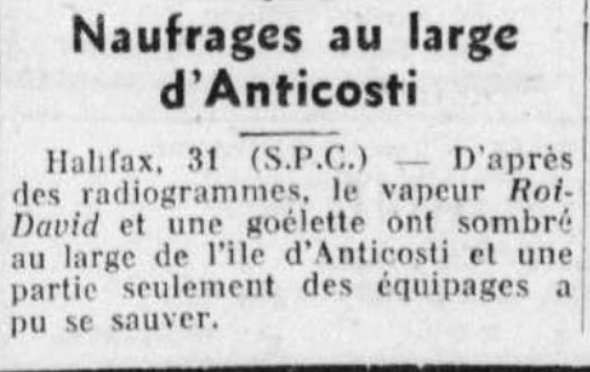 Naufrages au large
d'Anticosti
Halifax, 31 (S.P.C.) — D'après
des radiogrammes, le vapeur Roi-
David et une goélette ont sombré
au large de l'ile d'Anticosti et une
partie seulement des équipages a
pu se sauver.